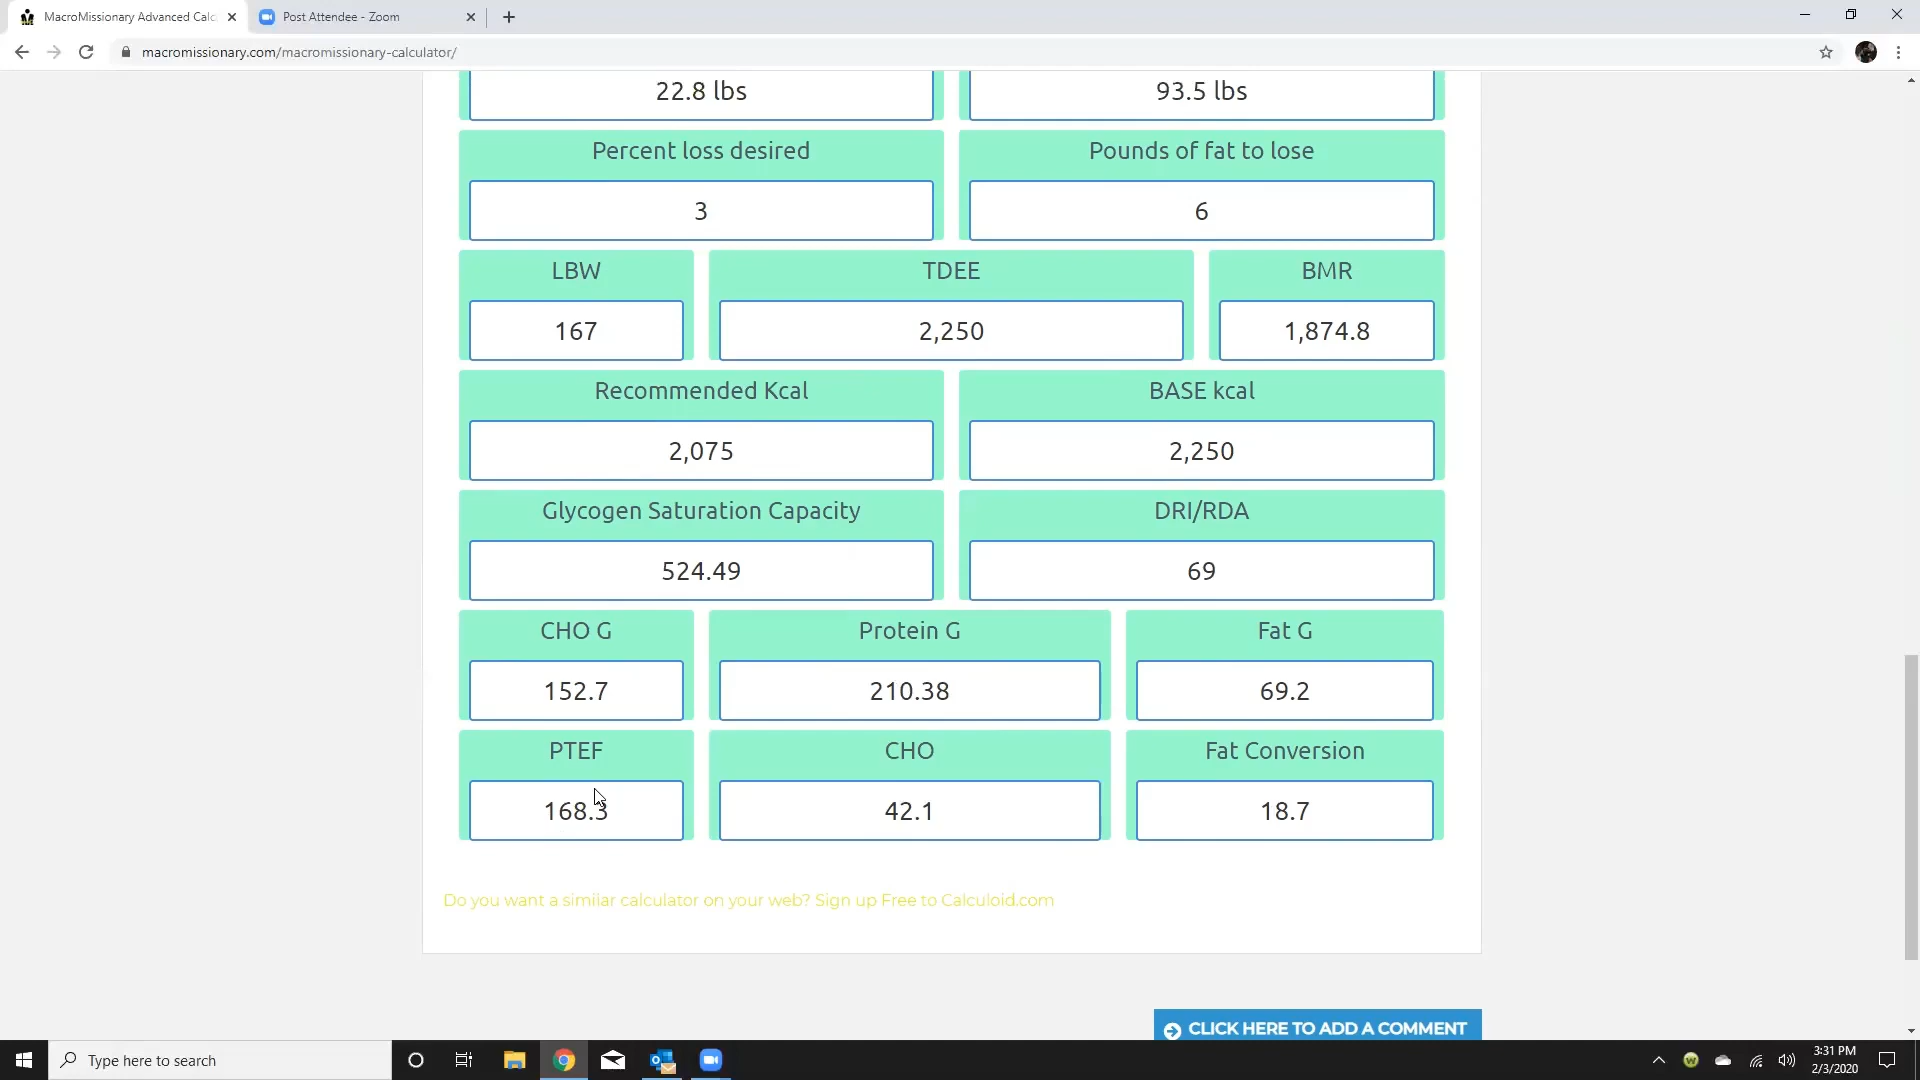 MacroMissionary Advanced Calc
Post Attendee - Zoom
macromissionary.com/macromissionary-calculator/
22.8 lbs
93.5 lbs
Percent loss desired
Pounds of fat to lose
3
6
LBW
TDEE
BMR
167
2,250
1,874.8
Recommended Kcal
BASE kcal
2,075
2,250
Glycogen Saturation Capacity
DRI/RDA
524.49
69
CHO G
Protein G
Fat G
152.7
210.38
69.2
PTEF
CHO
Fat Conversion
168.3
42.1
18.7
Do you want a similar calculator on your web? Sign up Free to Calculoid.com
CLICK HERE TO ADD A COMMENT
Type here to search
3:31 PM
2/3/2020